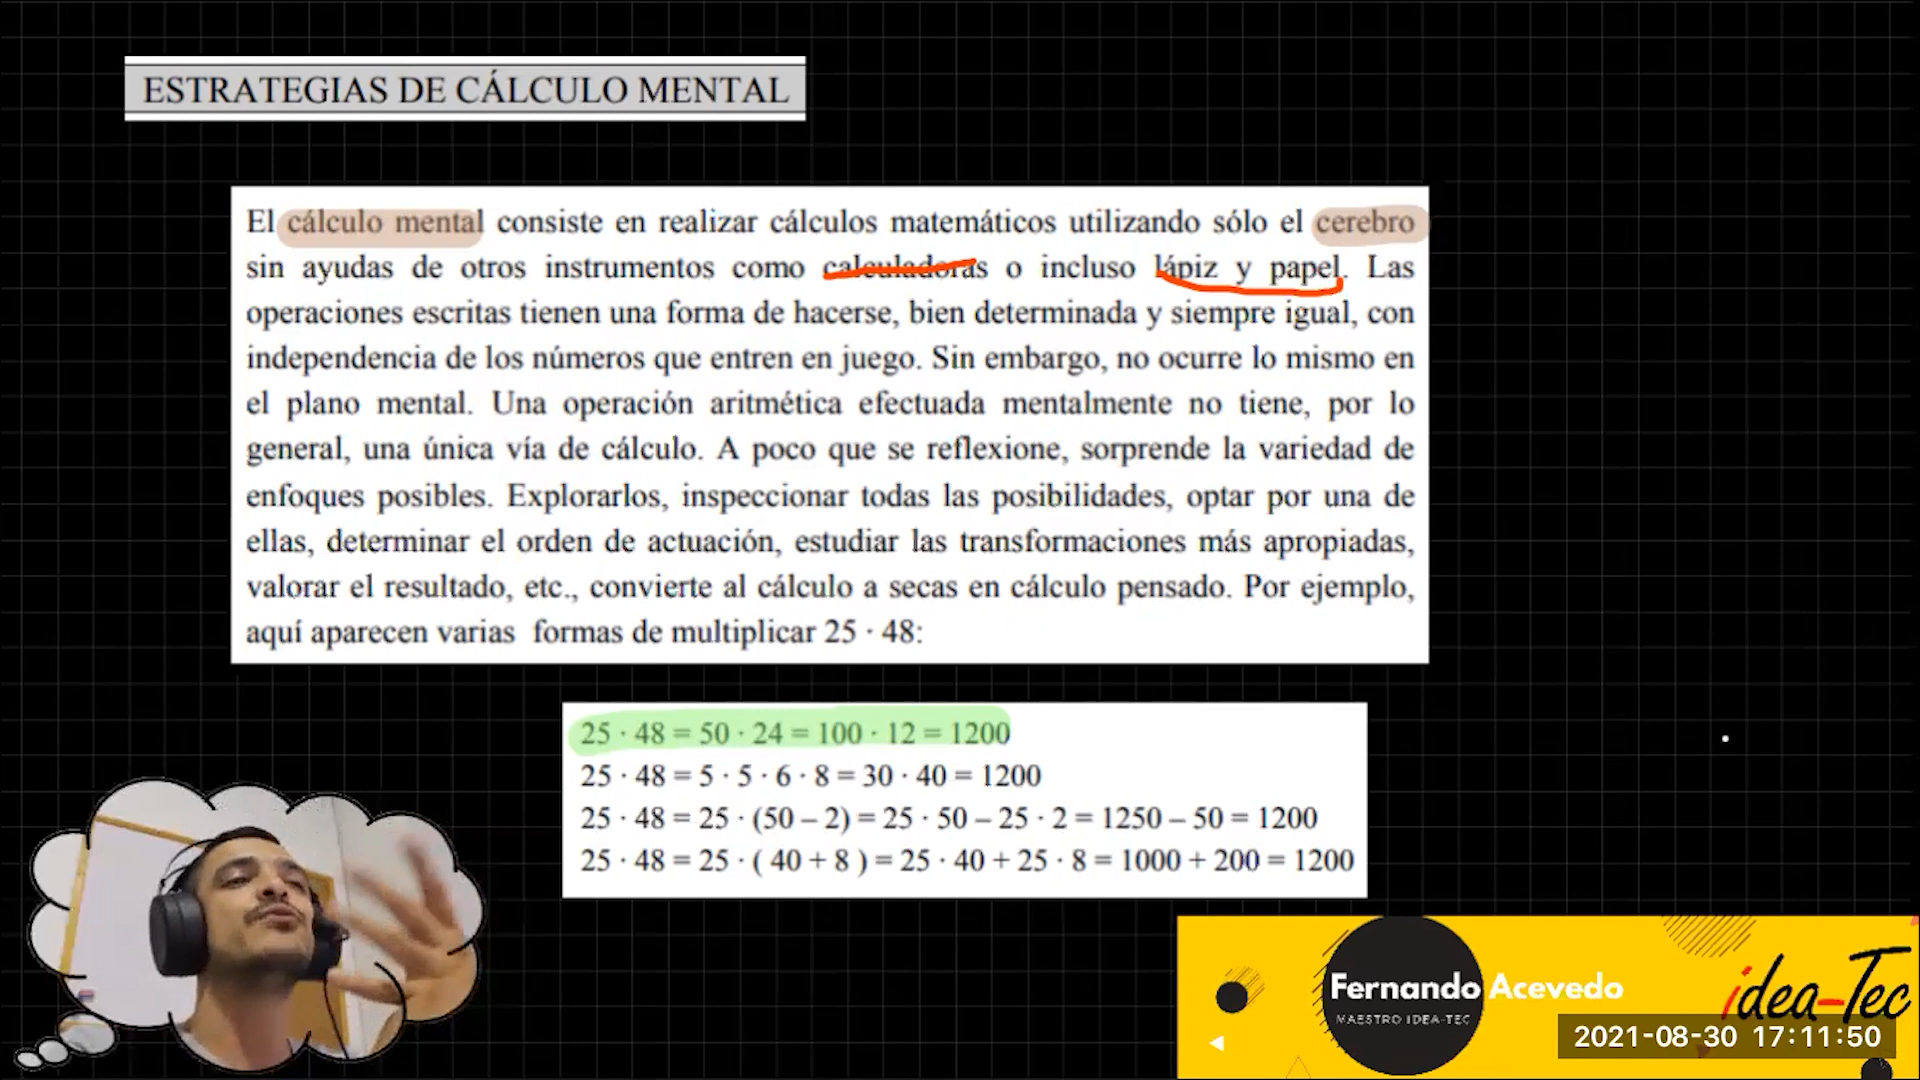 ESTRATEGIAS DE CÁLCULO MENTAL
El cálculo mental consiste en realizar cálculos matemáticos utilizando sólo el cerebro
sin ayudas de otros instrumentos como calculadoras o incluso lápiz y papel. Las
operaciones escritas tienen una forma de hacerse, bien determinada y siempre igual, con
independencia de los números que entren en juego. Sin embargo, no ocurre lo mismo en
el plano mental. Una operación aritmética efectuada mentalmente no tiene, por lo
general, una única vía de cálculo. A poco que se reflexione, sorprende la variedad de
enfoques posibles. Explorarlos, inspeccionar todas las posibilidades, optar por una de
ellas, determinar el orden de actuación, estudiar las transformaciones más apropiadas,
valorar el resultado, etc., convierte al cálculo a secas en cálculo pensado. Por ejemplo,
aquí aparecen varias formas de multiplicar 25 · 48:
25 · 48 = 50 · 24 = 100 · 12 = 1200
25 · 48 = 5 · 5 · 6 · 8 = 30 · 40 = 1200
25 · 48 = 25 · (50 – 2) = 25 · 50 – 25 · 2 = 1250 – 50 = 1200
25 · 48 = 25 · ( 40 + 8 ) = 25 · 40 + 25 · 8 = 1000 + 200 = 1200
Fernando Acevedo
MAESTRO IDEA-TEC
idea-Tec
2021-08-30 17:11:50